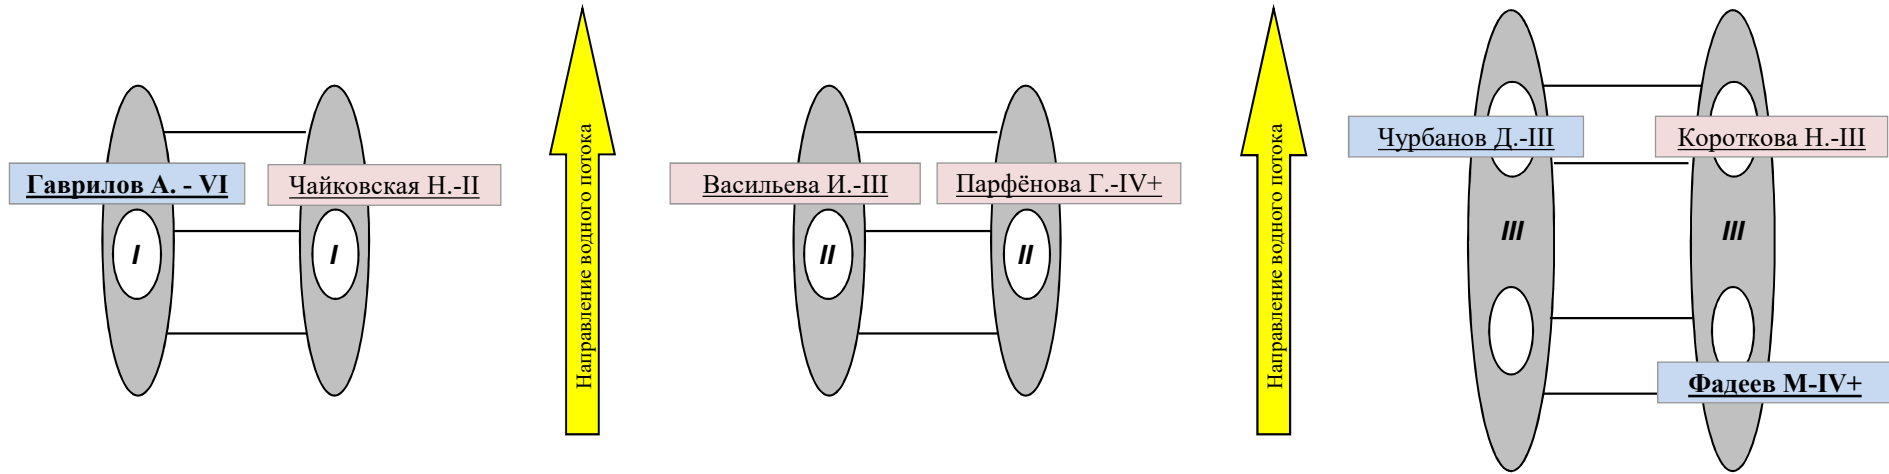 Гаврилов А. - VI
Чайковская Н.-II
I
I
Направление водного потока
Васильева И.-III
Парфёнова Г.-IV+
II
II
Направление водного потока
Чурбанов Д.-III
Короткова Н.-III
III
III
Фадеев М-IV+